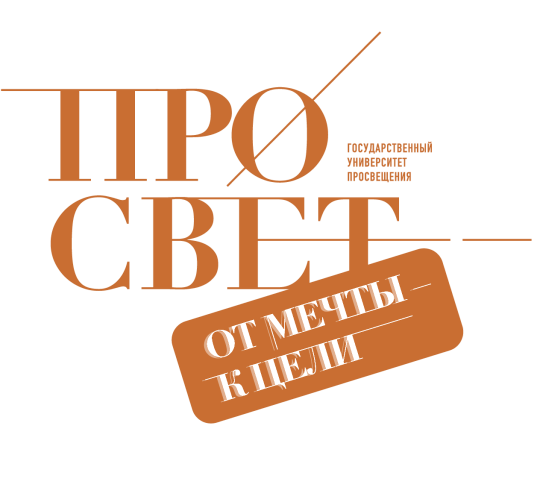 ПРО
ГОСУДАРСТВЕННЫЙ
УНИВЕРСИТЕТ
ПРОСВЕЩЕНИЯ
СВЕТ
ОТ МЕЧТЫ
К ЦЕЛИ